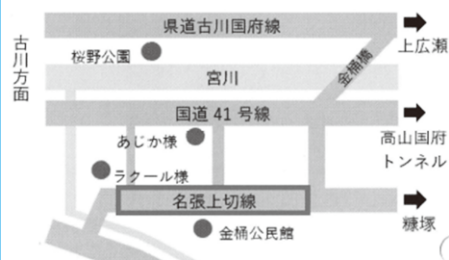 県道古川国府線
上広瀬
古川方面
桜野公園
宮川
金桶橋
国道 41 号線
あじか様
高山国府
トンネル
ラクール様
名張上切線
糠塚
金桶公民館